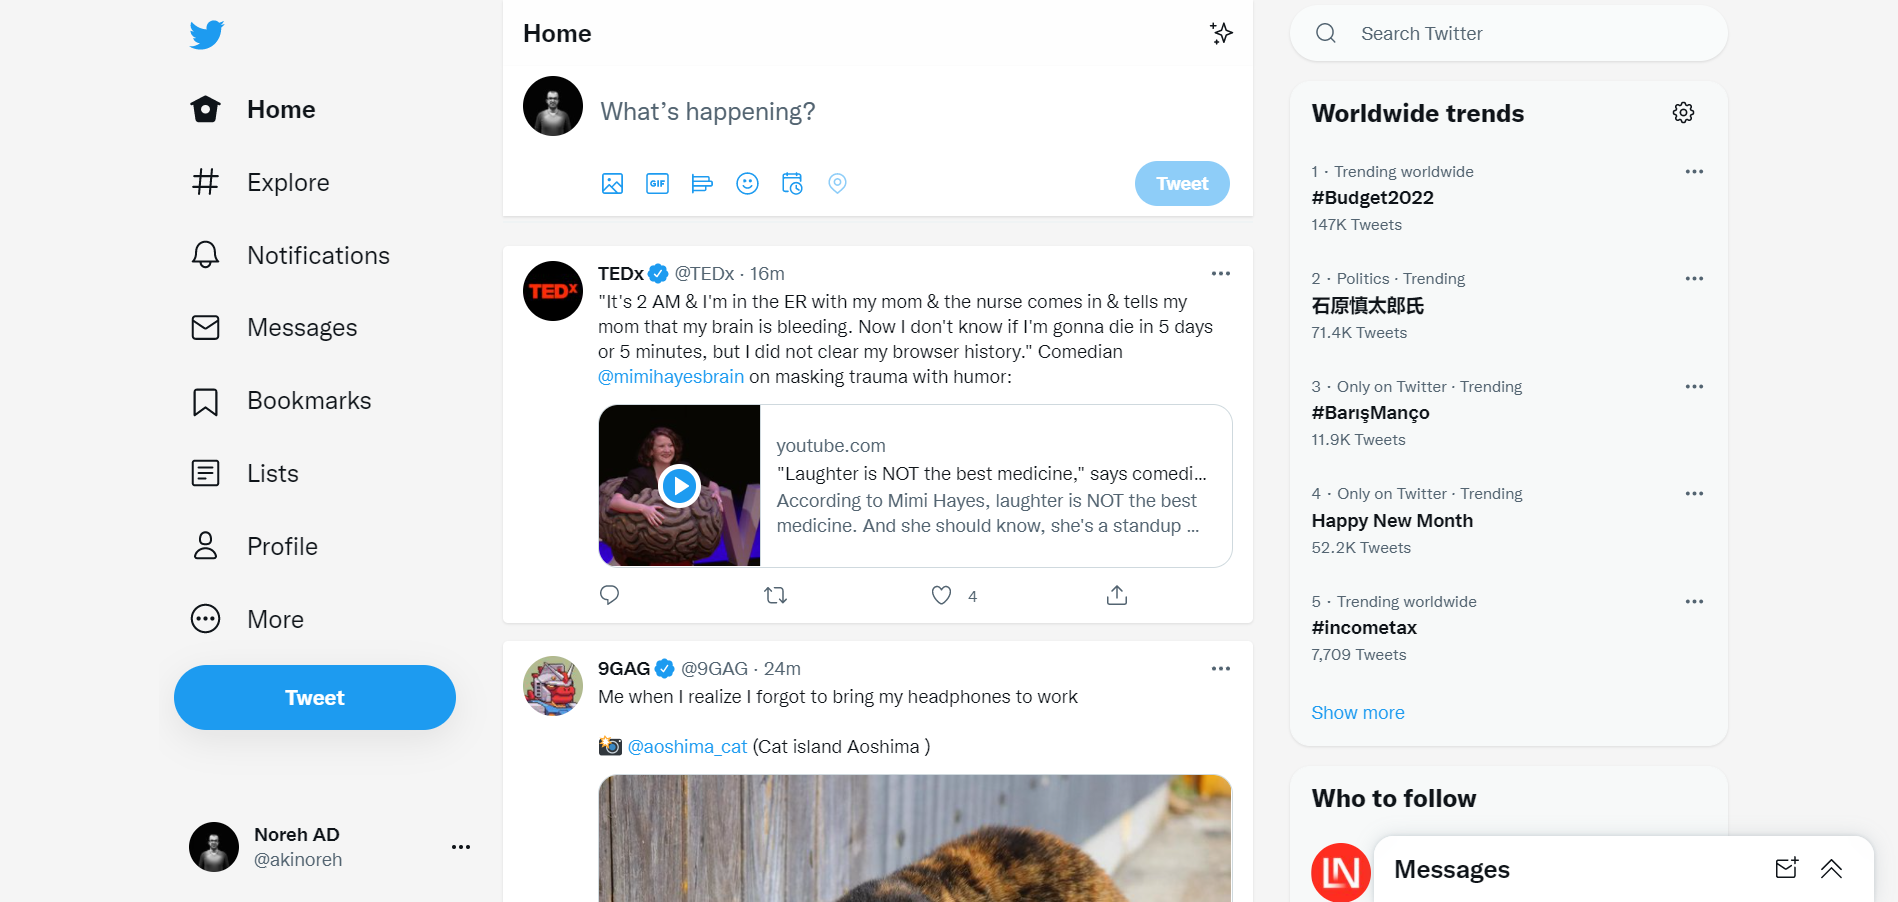 Home
Explore
Notifications
Messages
Bookmarks
Lists
Profile
More
Tweet
Noreh AD
@akinoreh
Home
What's happening?
GIF
Tweet
TEDx
TEDx @TEDx · 16m
"It's 2 AM & I'm in the ER with my mom & the nurse comes in & tells my
mom that my brain is bleeding. Now I don't know if I'm gonna die in 5 days
or 5 minutes, but I did not clear my browser history." Comedian
@mimihayesbrain on masking trauma with humor:
youtube.com
"Laughter is NOT the best medicine," says comedi...
According to Mimi Hayes, laughter is NOT the best
medicine. And she should know, she's a standup ...
4
9GAG @9GAG · 24m
Me when I realize I forgot to bring my headphones to work
@aoshima_cat (Cat island Aoshima )
Search Twitter
Worldwide trends
1 · Trending worldwide
#Budget2022
147K Tweets
2 · Politics · Trending
石原慎太郎氏
71.4K Tweets
3 · Only on Twitter · Trending
#BarışManço
11.9K Tweets
4 · Only on Twitter · Trending
Happy New Month
52.2K Tweets
5 · Trending worldwide
#incometax
7,709 Tweets
Show more
Who to follow
LN
Messages